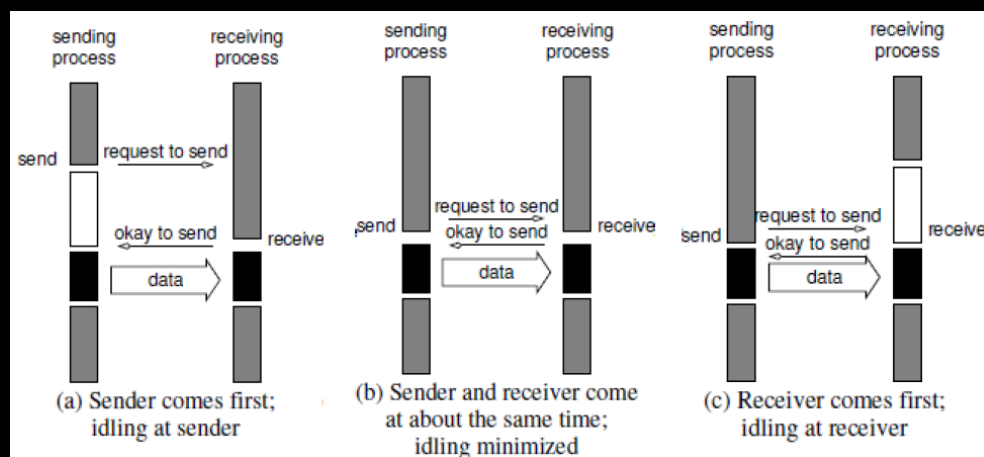 sending
process
receiving
process
send
request to send
okay to send
receive
data
(a) Sender comes first;
idling at sender
sending
process
receiving
process
request to send
send
okay to send
receive
data
(b) Sender and receiver come
at about the same time;
idling minimized
sending
process
receiving
process
request to send
send
okay to send
receive
data
(c) Receiver comes first;
idling at receiver